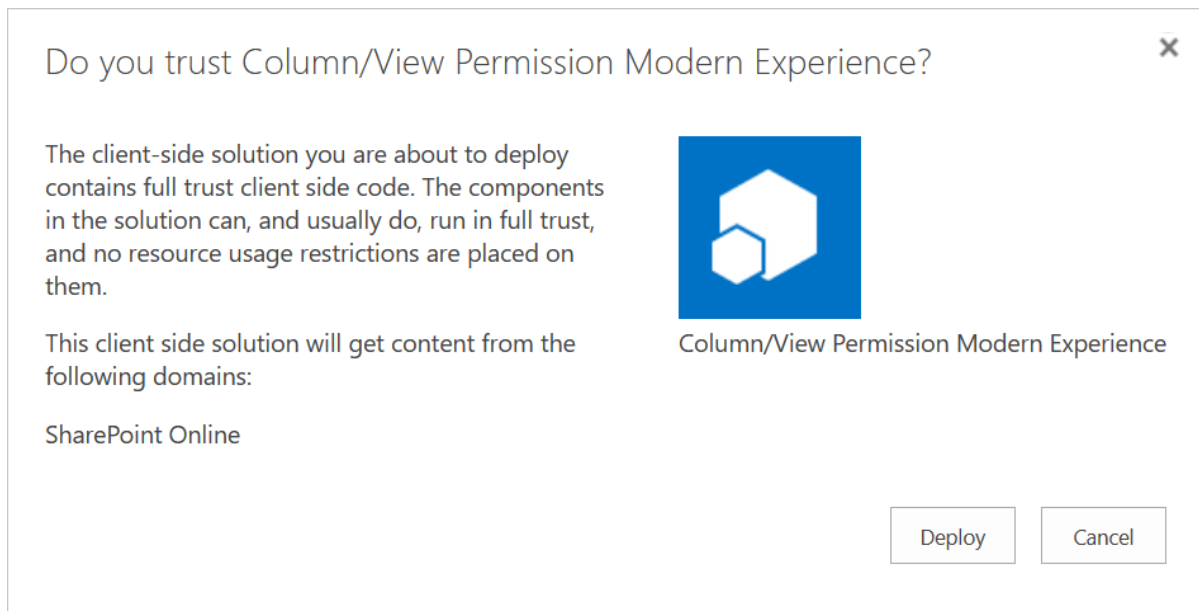 Do you trust Column/View Permission Modern Experience?
The client-side solution you are about to deploy
contains full trust client side code. The components
in the solution can, and usually do, run in full trust,
and no resource usage restrictions are placed on
them.
This client side solution will get content from the
following domains:
SharePoint Online
Column/View Permission Modern Experience
Deploy
Cancel